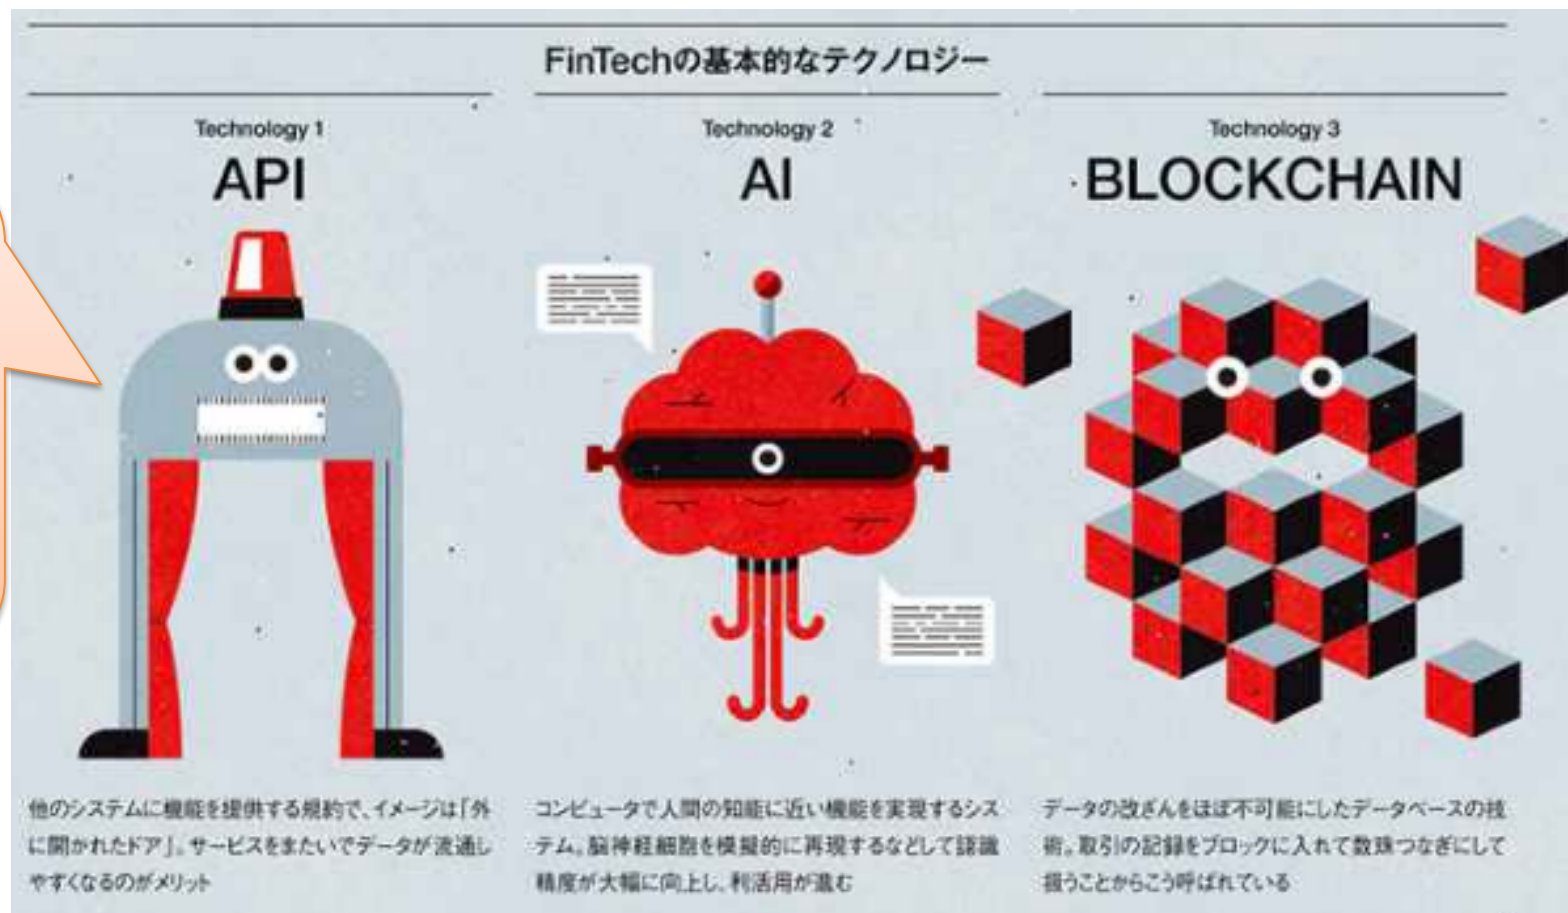 FinTechの基本的なテクノロジー
Technology 1
API
他のシステムに機能を提供する規約で、イメージは「外
に開かれたドア」。サービスをまたいでデータが流通し
やすくなるのがメリット
Technology 2
AI
コンピュータで人間の知能に近い機能を実現するシス
テム。脳神経細胞を模擬的に再現するなどして認識
精度が大幅に向上し、利活用が進む
Technology 3
BLOCKCHAIN
データの改ざんをほぼ不可能にしたデータベースの技
術。取引の記録をブロックに入れて数珠つなぎにして
扱うことからこう呼ばれている